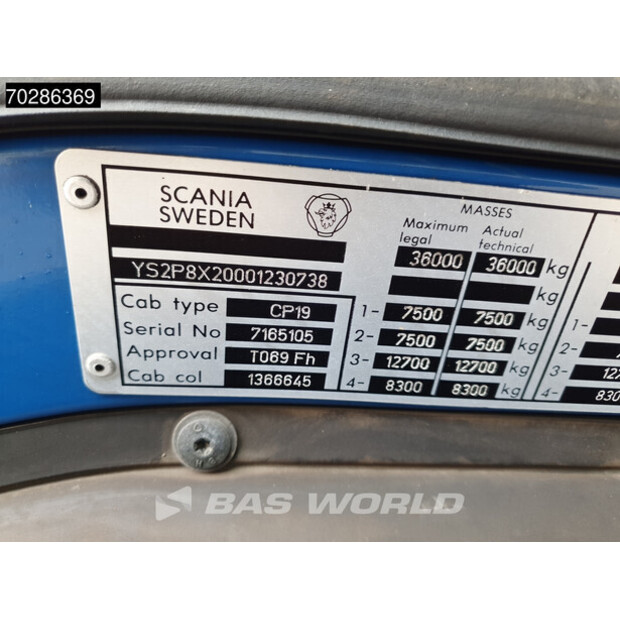 70286369
SCANIA
SWEDEN
MASSES
Maximum legal
Actual technical
36000 36000 kg
kg
YS2P8X20001230738
Cab type CP19
Serial No 7165105
Approval T069 Fh
Cab col 1366645
1- 7500 7500 kg
2- 7500 7500 kg
3- 12700 12700 kg
4- 8300 8300 kg
1-
2-
3- 12
4- 830
BAS WORLD